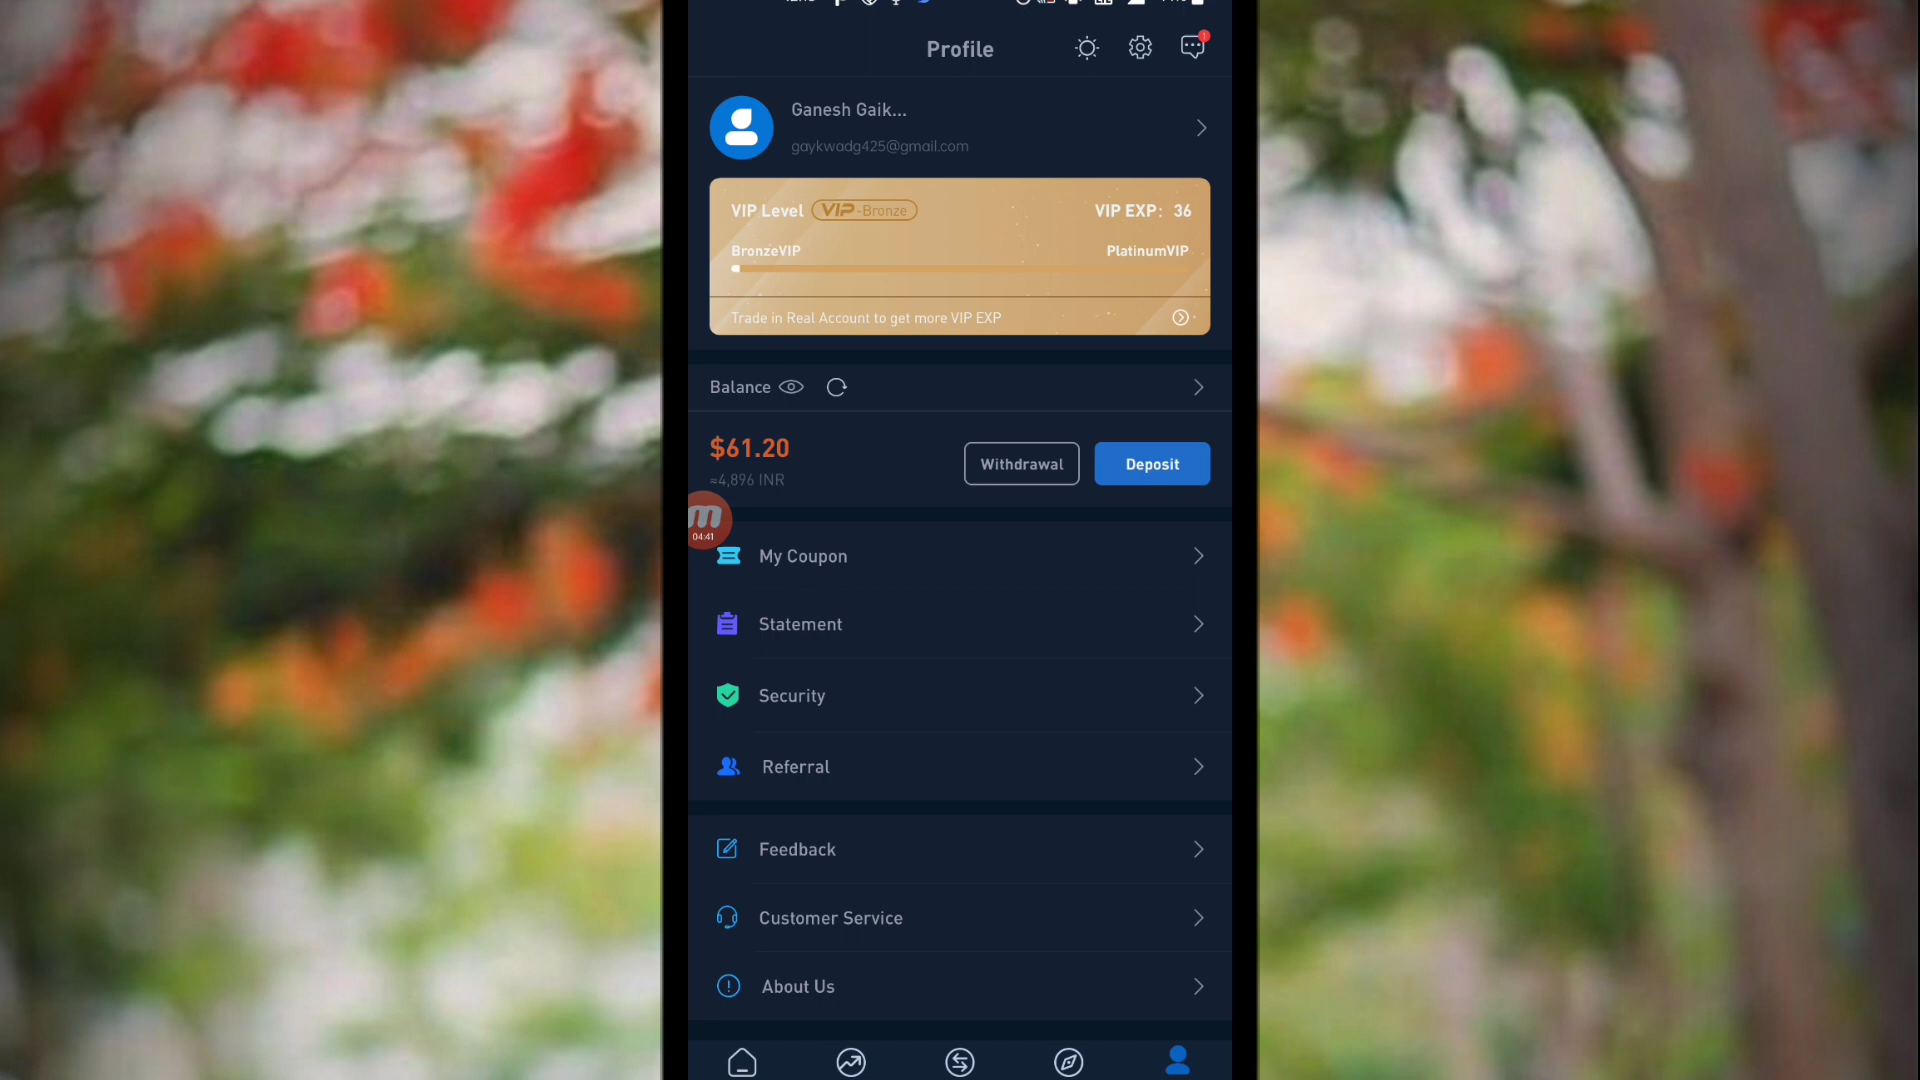 Profile
1
Ganesh Gaik...
gaykwadg425@gmail.com
VIP Level VIP-Bronze VIP EXP: 36
BronzeVIP PlatinumVIP
Trade in Real Account to get more VIP EXP
Balance
$61.20
≈4,896 INR
Withdrawal Deposit
04:41
My Coupon
Statement
Security
Referral
Feedback
Customer Service
About Us